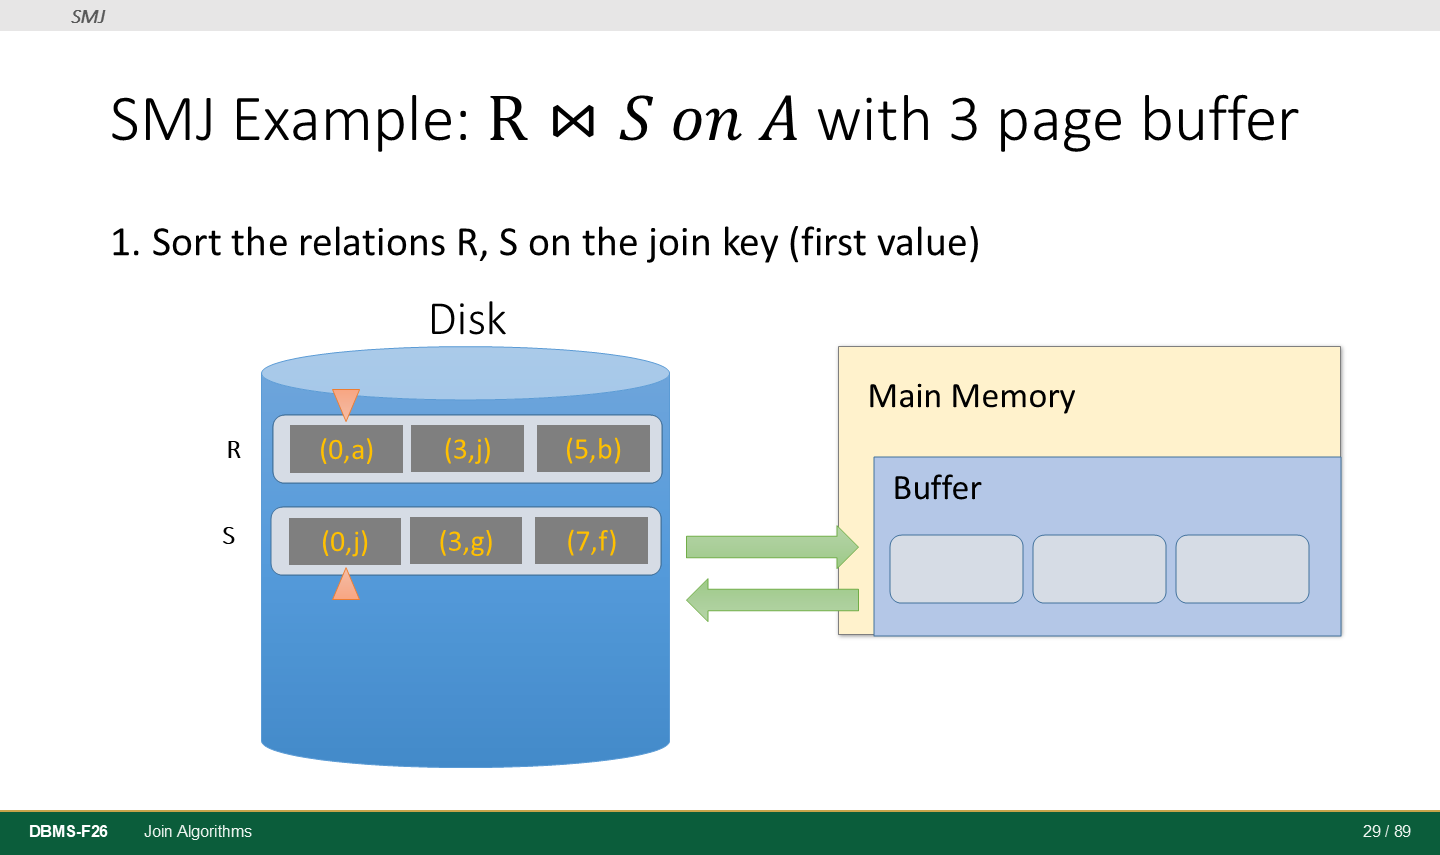 SMJ
SMJ Example: R ⋈ S on A with 3 page buffer
1. Sort the relations R, S on the join key (first value)
Disk
Main Memory
R
(0,a) (3,j) (5,b)
Buffer
S
(0,j) (3,g) (7,f)
DBMS-F26 Join Algorithms 29 / 89